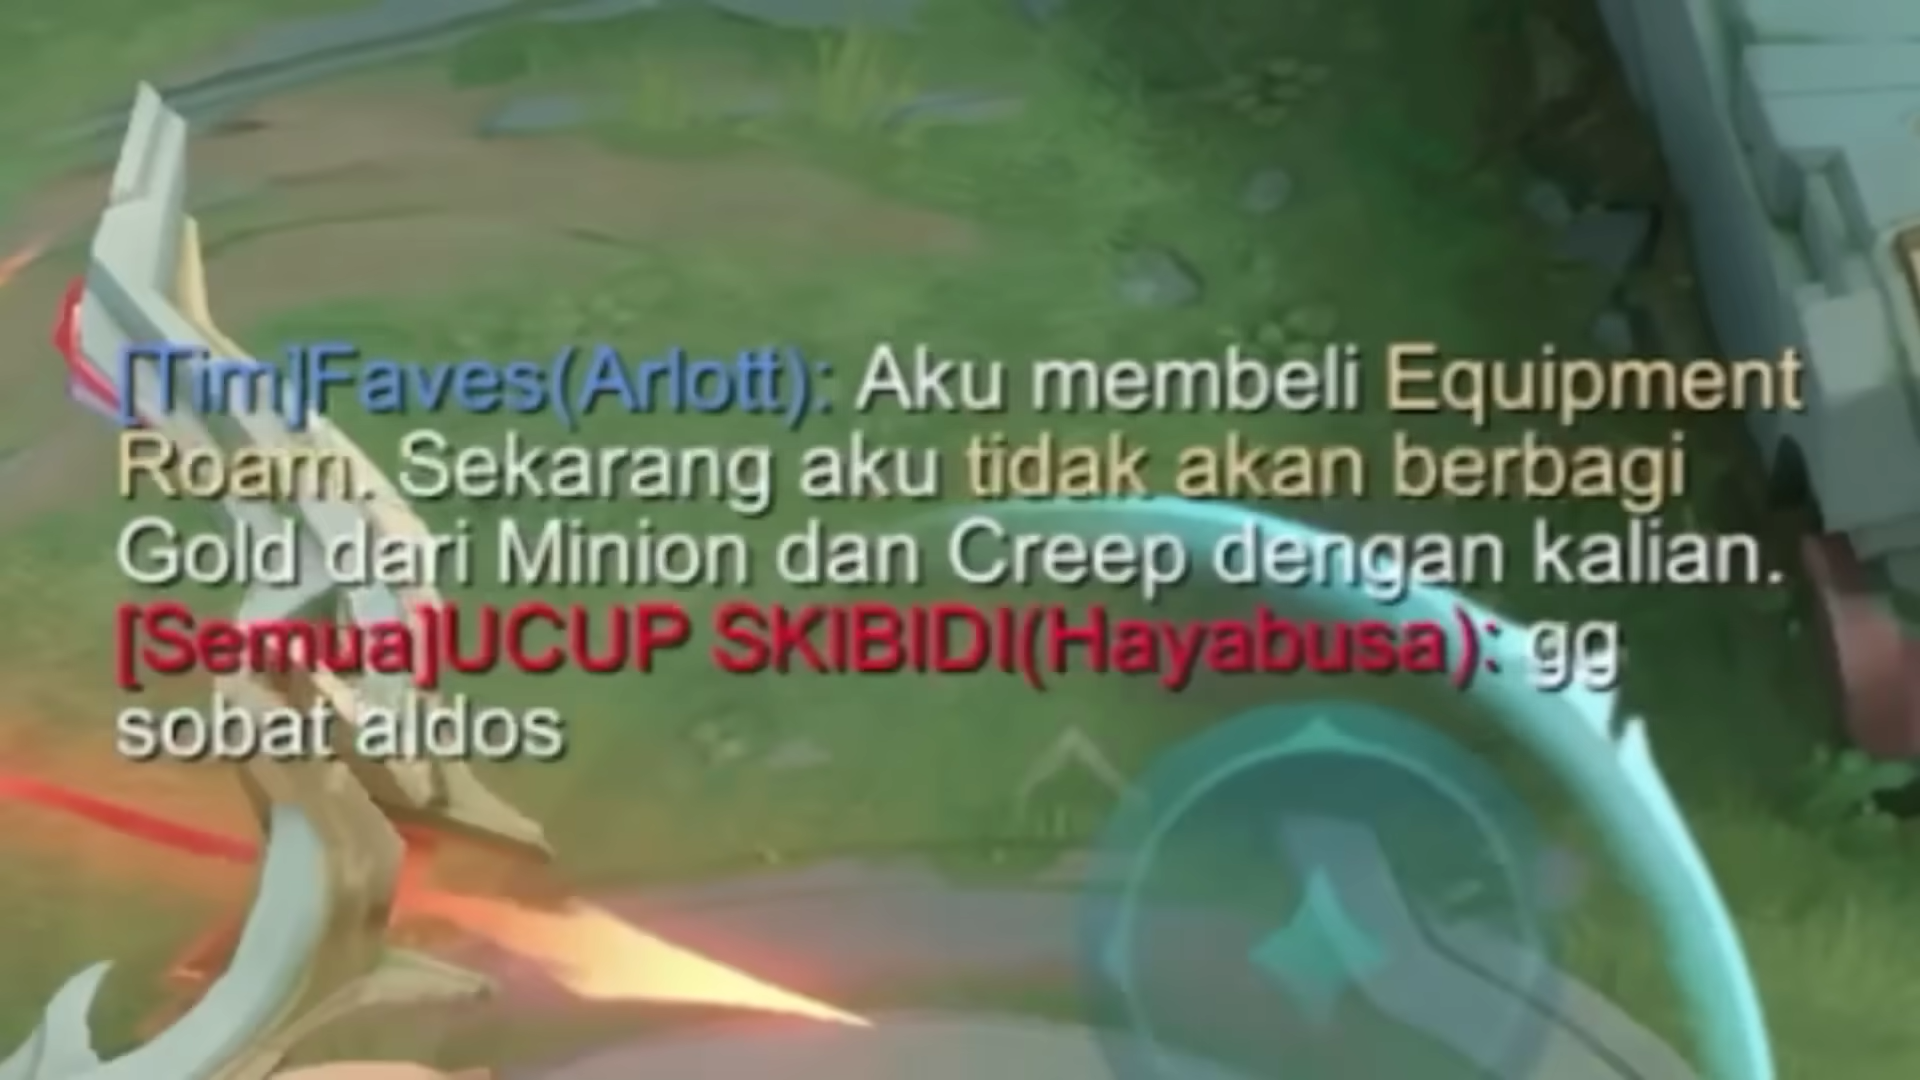 [Tim]Faves(Arlott): Aku membeli Equipment
Roam. Sekarang aku tidak akan berbagi
Gold dari Minion dan Creep dengan kalian.
[Semua]UCUP SKIBIDI(Hayabusa): gg
sobat aldos